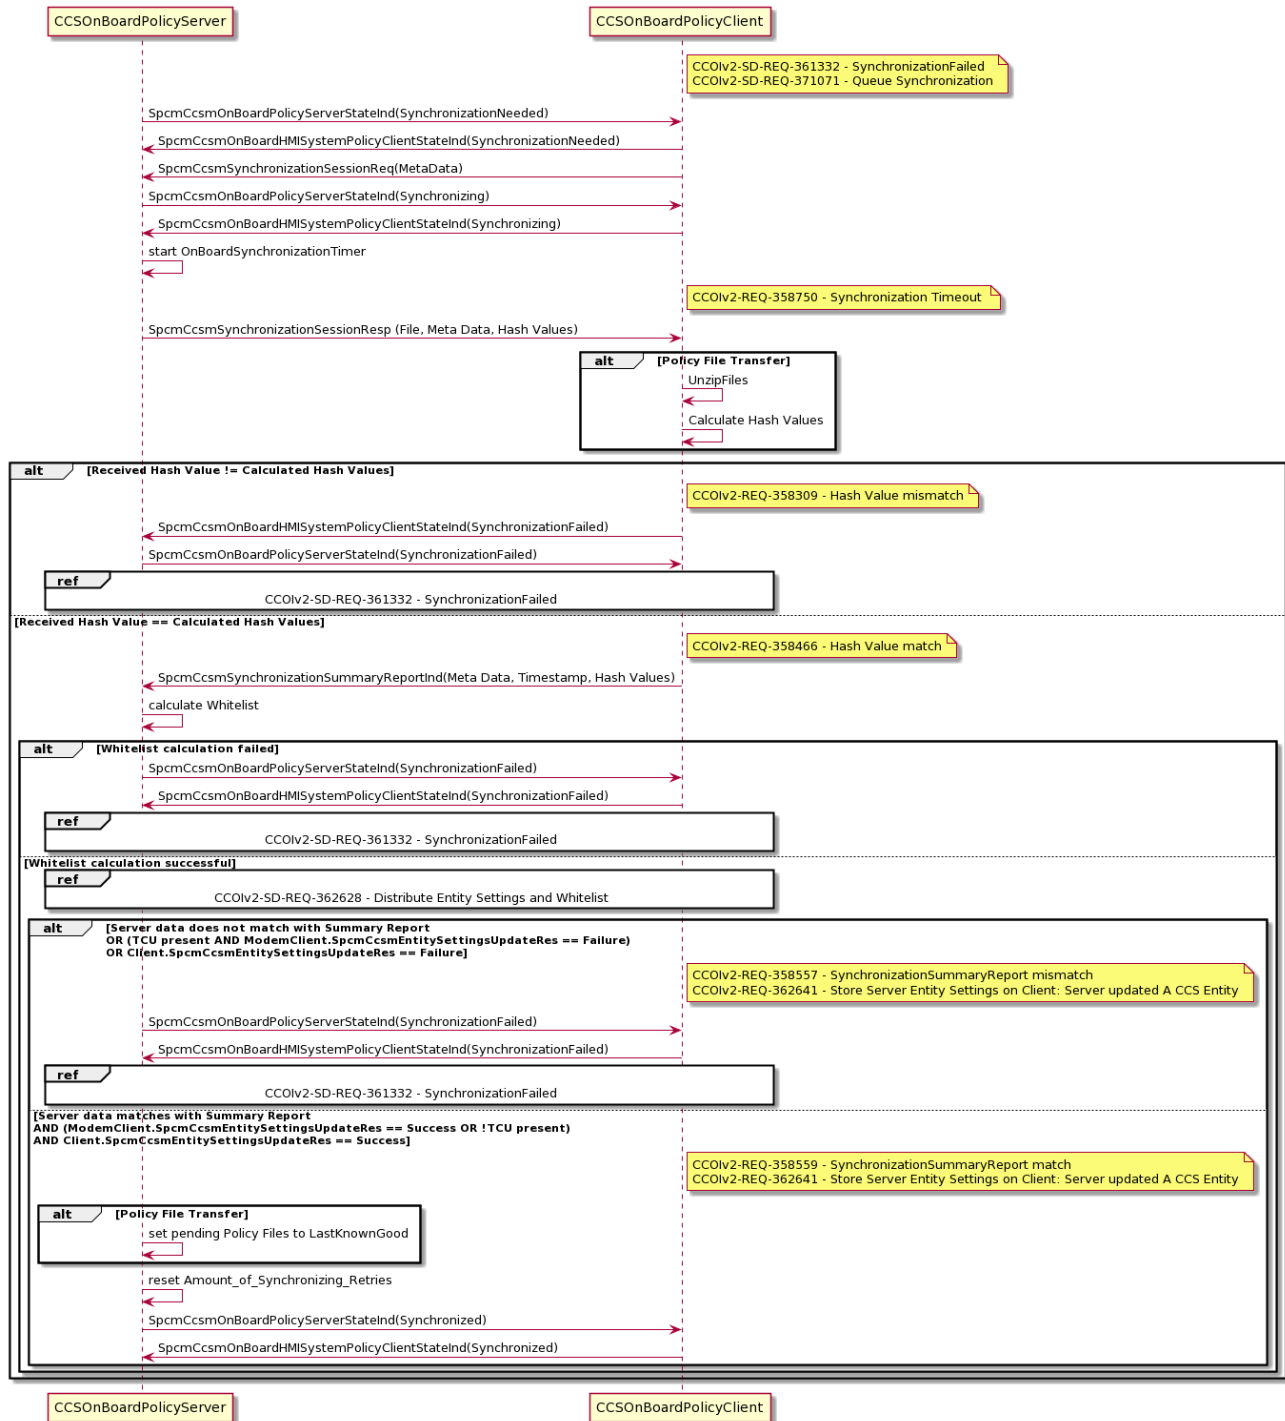 CCSOnBoardPolicyServer
CCSOnBoardPolicyClient
CCOIv2-SD-REQ-361332 - SynchronizationFailed
CCOIv2-SD-REQ-371071 - Queue Synchronization
SpcmCcsmOnBoardPolicyServerStateInd(SynchronizationNeeded)
SpcmCcsmOnBoardHMISystemPolicyClientStateInd(SynchronizationNeeded)
SpcmCcsmSynchronizationSessionReq(MetaData)
SpcmCcsmOnBoardPolicyServerStateInd(Synchronizing)
SpcmCcsmOnBoardHMISystemPolicyClientStateInd(Synchronizing)
start OnBoardSynchronizationTimer
CCOIv2-REQ-358750 - Synchronization Timeout
SpcmCcsmSynchronizationSessionResp (File, Meta Data, Hash Values)
alt [Policy File Transfer]
UnzipFiles
Calculate Hash Values
alt [Received Hash Value != Calculated Hash Values]
CCOIv2-REQ-358309 - Hash Value mismatch
SpcmCcsmOnBoardHMISystemPolicyClientStateInd(SynchronizationFailed)
SpcmCcsmOnBoardPolicyServerStateInd(SynchronizationFailed)
ref
CCOIv2-SD-REQ-361332 - SynchronizationFailed
[Received Hash Value == Calculated Hash Values]
CCOIv2-REQ-358466 - Hash Value match
SpcmCcsmSynchronizationSummaryReportInd(Meta Data, Timestamp, Hash Values)
calculate Whitelist
alt [Whitelist calculation failed]
SpcmCcsmOnBoardPolicyServerStateInd(SynchronizationFailed)
SpcmCcsmOnBoardHMISystemPolicyClientStateInd(SynchronizationFailed)
ref
CCOIv2-SD-REQ-361332 - SynchronizationFailed
[Whitelist calculation successful]
ref
CCOIv2-SD-REQ-362628 - Distribute Entity Settings and Whitelist
alt [Server data does not match with Summary Report
OR (TCU present AND ModemClient.SpcmCcsmEntitySettingsUpdateRes == Failure)
OR Client.SpcmCcsmEntitySettingsUpdateRes == Failure]
CCOIv2-REQ-358557 - SynchronizationSummaryReport mismatch
CCOIv2-REQ-362641 - Store Server Entity Settings on Client: Server updated A CCS Entity
SpcmCcsmOnBoardPolicyServerStateInd(SynchronizationFailed)
SpcmCcsmOnBoardHMISystemPolicyClientStateInd(SynchronizationFailed)
ref
CCOIv2-SD-REQ-361332 - SynchronizationFailed
[Server data matches with Summary Report
AND (ModemClient.SpcmCcsmEntitySettingsUpdateRes == Success OR !TCU present)
AND Client.SpcmCcsmEntitySettingsUpdateRes == Success]
CCOIv2-REQ-358559 - SynchronizationSummaryReport match
CCOIv2-REQ-362641 - Store Server Entity Settings on Client: Server updated A CCS Entity
alt [Policy File Transfer]
set pending Policy Files to LastKnownGood
reset Amount_of_Synchronizing_Retries
SpcmCcsmOnBoardPolicyServerStateInd(Synchronized)
SpcmCcsmOnBoardHMISystemPolicyClientStateInd(Synchronized)
CCSOnBoardPolicyServer
CCSOnBoardPolicyClient